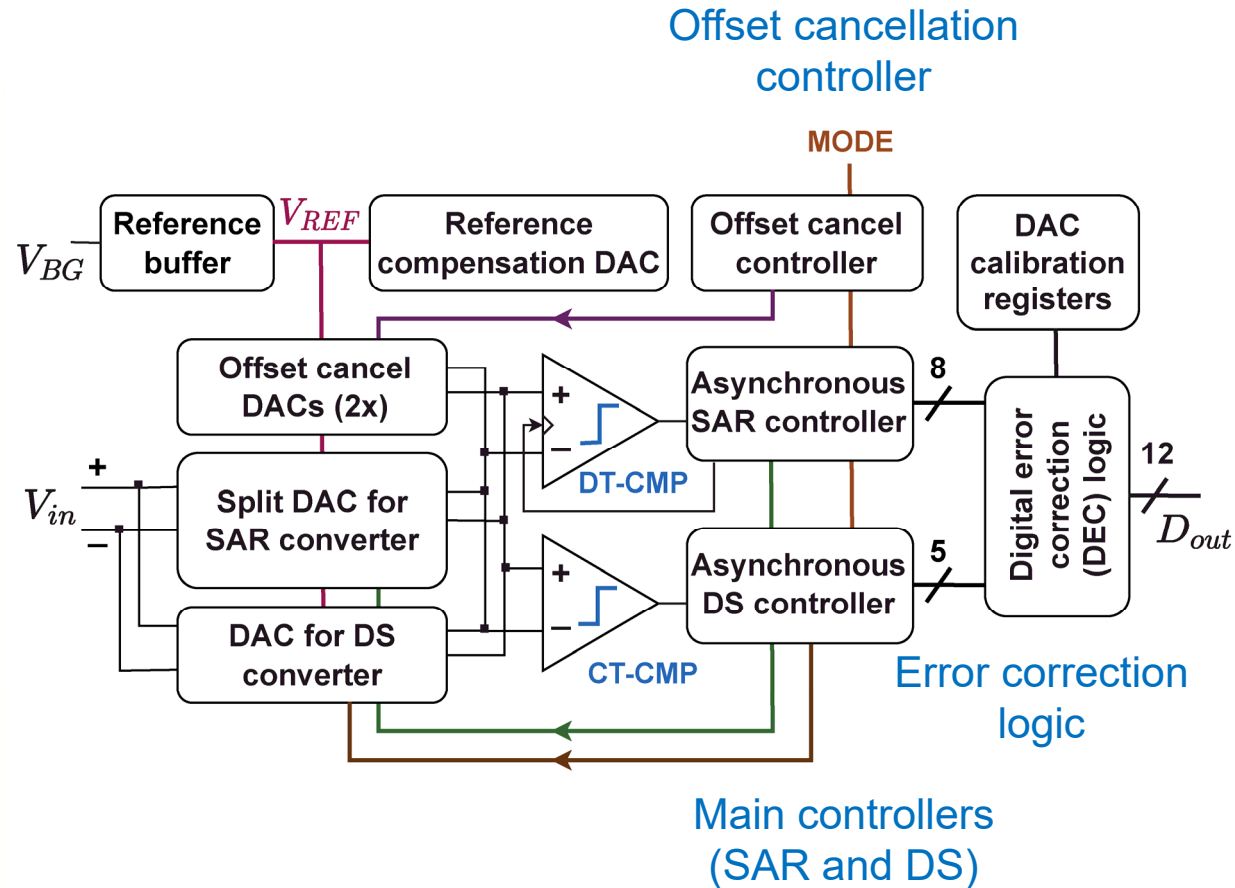 Offset cancellation
controller
MODE
V_BG
Reference
buffer
V_REF
Reference
compensation DAC
Offset cancel
controller
DAC
calibration
registers
Offset cancel
DACs (2x)
+
−
DT-CMP
Asynchronous
SAR controller
8
V_in
+
−
Split DAC for
SAR converter
Digital error
correction
(DEC) logic
12
D_out
DAC for DS
converter
+
−
CT-CMP
Asynchronous
DS controller
5
Error correction
logic
Main controllers
(SAR and DS)